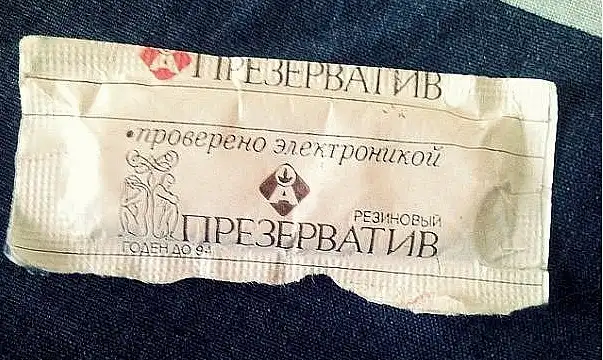 ПРЕЗЕРВАТИВ
•проверено электроникой
РЕЗИНОВЫЙ
ПРЕЗЕРВАТИВ
ГОДЕН ДО 94